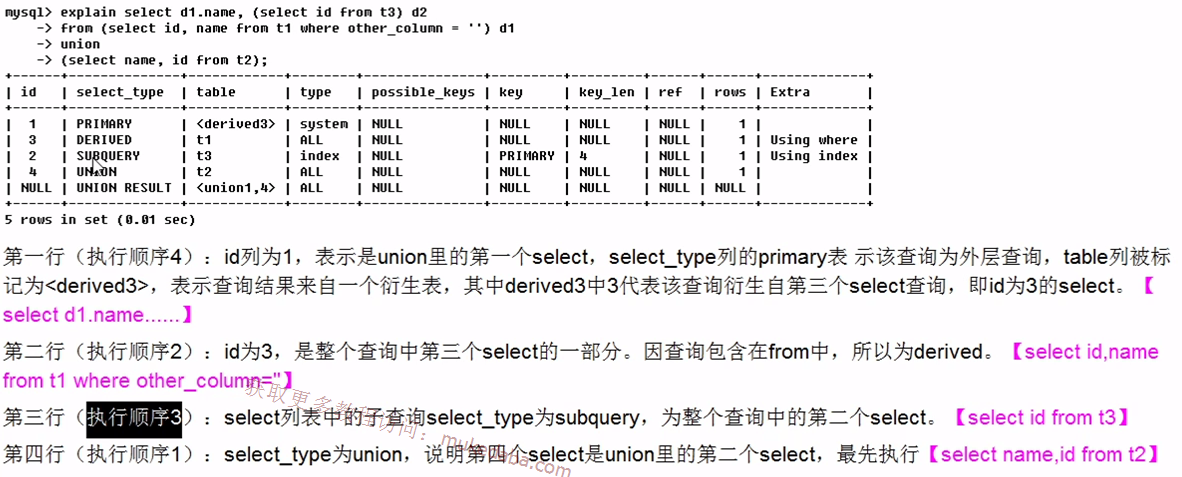 mysql> explain select d1.name, (select id from t3) d2
    -> from (select id, name from t1 where other_column = '') d1
    -> union
    -> (select name, id from t2);
+------+--------------+------------+--------+---------------+---------+---------+------+------+-------------+
| id | select_type | table | type | possible_keys | key | key_len | ref | rows | Extra |
+------+--------------+------------+--------+---------------+---------+---------+------+------+-------------+
| 1 | PRIMARY | <derived3> | system | NULL | NULL | NULL | NULL | 1 | |
| 3 | DERIVED | t1 | ALL | NULL | NULL | NULL | NULL | 1 | Using where |
| 2 | SUBQUERY | t3 | index | NULL | PRIMARY | 4 | NULL | 1 | Using index |
| 4 | UNION | t2 | ALL | NULL | NULL | NULL | NULL | 1 | |
| NULL | UNION RESULT | <union1,4> | ALL | NULL | NULL | NULL | NULL | NULL | |
+------+--------------+------------+--------+---------------+---------+---------+------+------+-------------+
5 rows in set (0.01 sec)
第一行（执行顺序4）：id列为1，表示是union里的第一个select，select_type列的primary表 示该查询为外层查询，table列被标
记为<derived3>，表示查询结果来自一个衍生表，其中derived3中3代表该查询衍生自第三个select查询，即id为3的select。【
select d1.name......】
第二行（执行顺序2）：id为3，是整个查询中第三个select的一部分。因查询包含在from中，所以为derived。【select id,name
from t1 where other_column=''】
第三行（执行顺序3）：select列表中的子查询select_type为subquery，为整个查询中的第二个select。【select id from t3】
第四行（执行顺序1）：select_type为union，说明第四个select是union里的第二个select，最先执行【select name,id from t2】
获取更多教程访问：